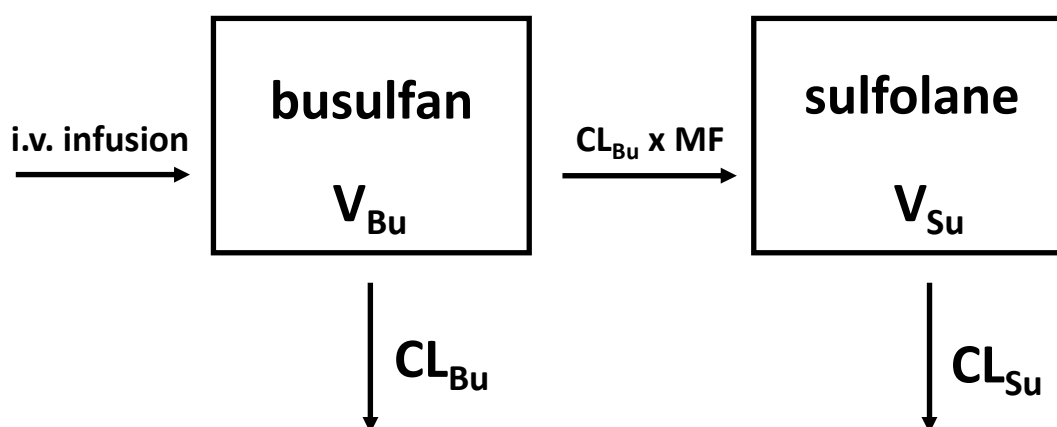 busulfan
sulfolane
i.v. infusion
CL_Bu x MF
V_Bu
V_Su
CL_Bu
CL_Su